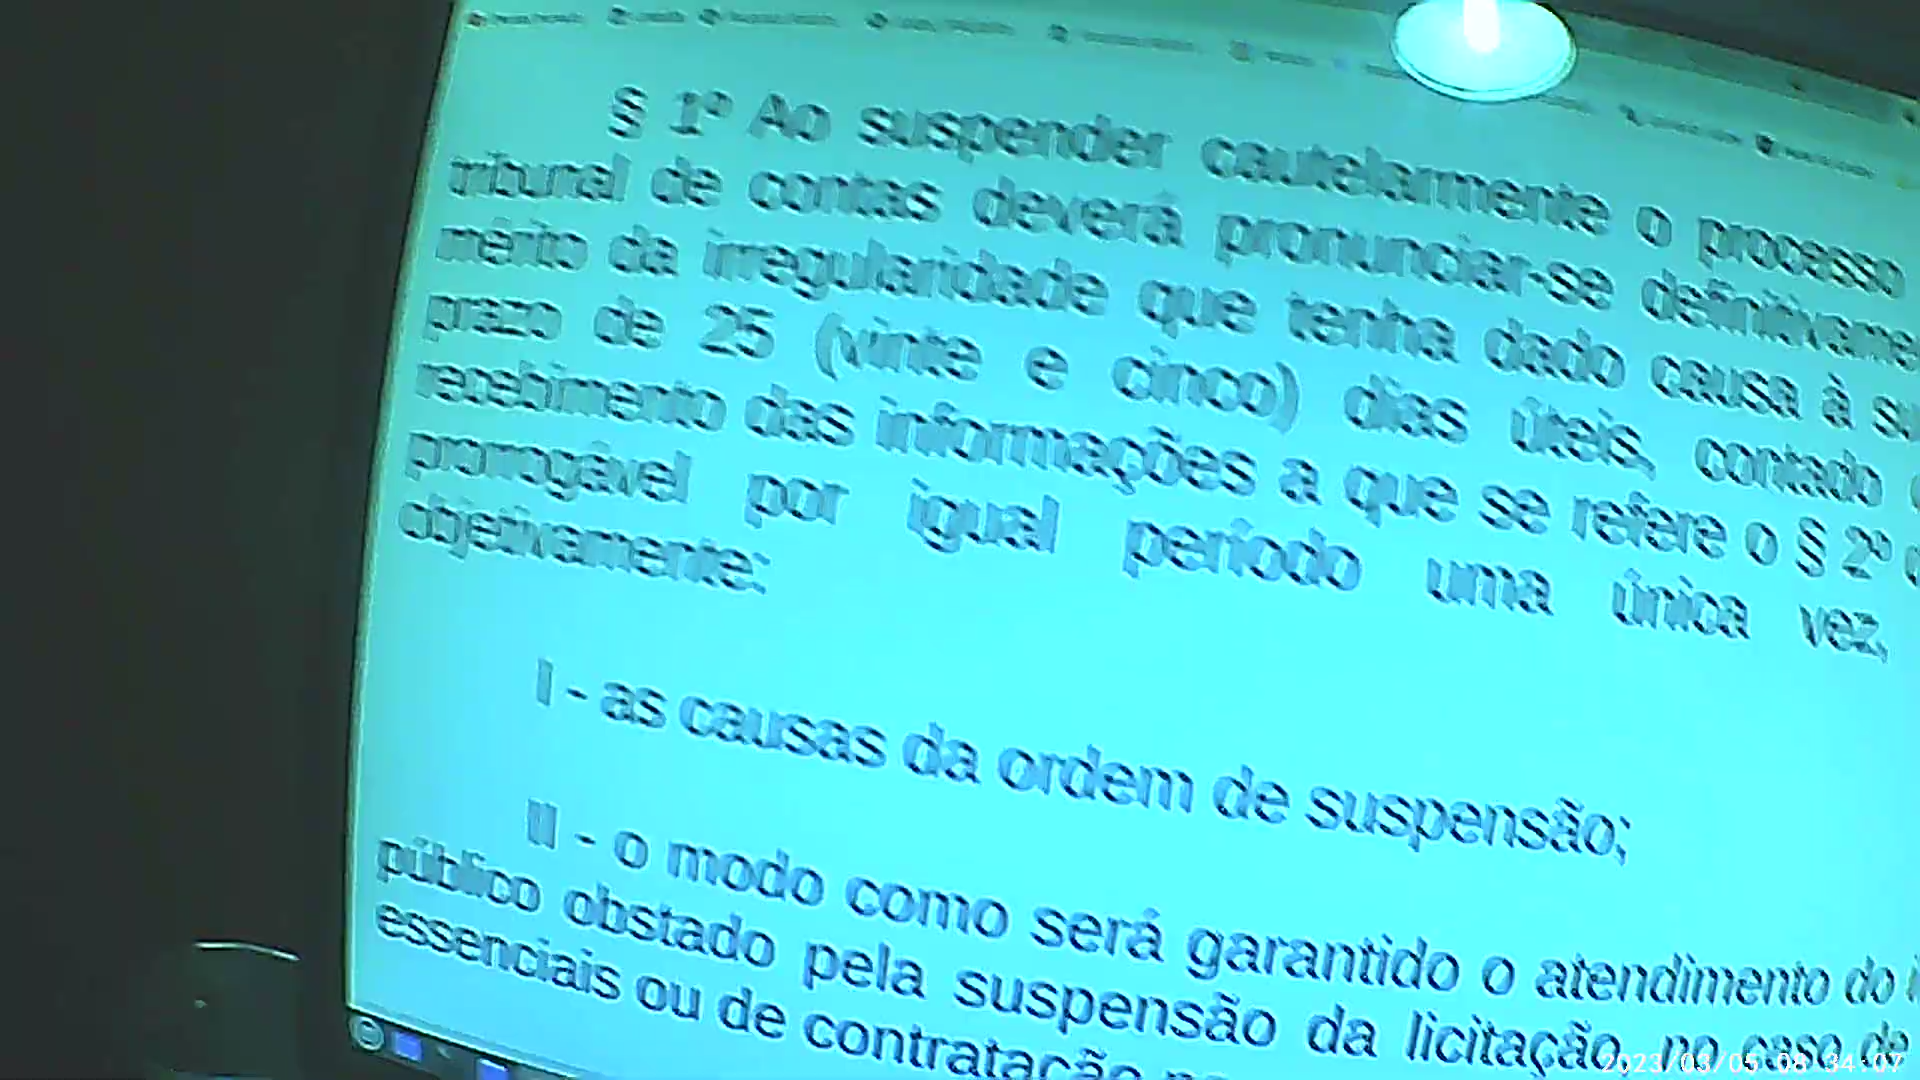 § 1º Ao suspender cautelarmente o processo
tribunal de contas deverá pronunciar-se
mérito da irregularidade que tenha dado causa à
prazo de 25 (vinte e cinco) dias úteis, contado
recebimento das informações a que se refere o § 2º
prorrogável por igual período uma única vez,
objetivamente:
I - as causas da ordem de suspensão;
II - o modo como será garantido o atendimento do
público obstado pela suspensão da licitação, no caso de
essenciais ou de contratação
2023/03/05 08:34:07